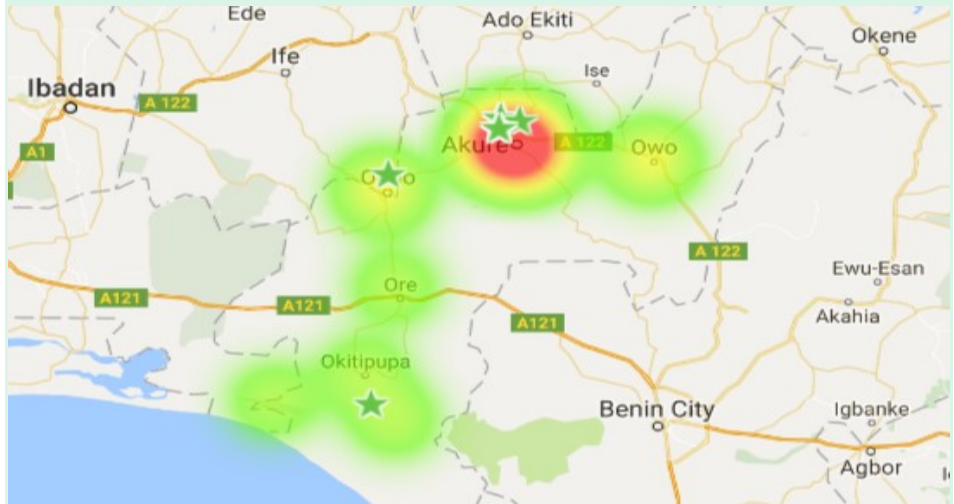 Ede
Ado Ekiti
Okene
Ife
Ise
Ibadan
A 122
A1
Akure
A 122
Owo
A 122
Ore
Ewu-Esan
A121
A121
A121
Akahia
Okitipupa
Benin City
Igbanke
Agbor